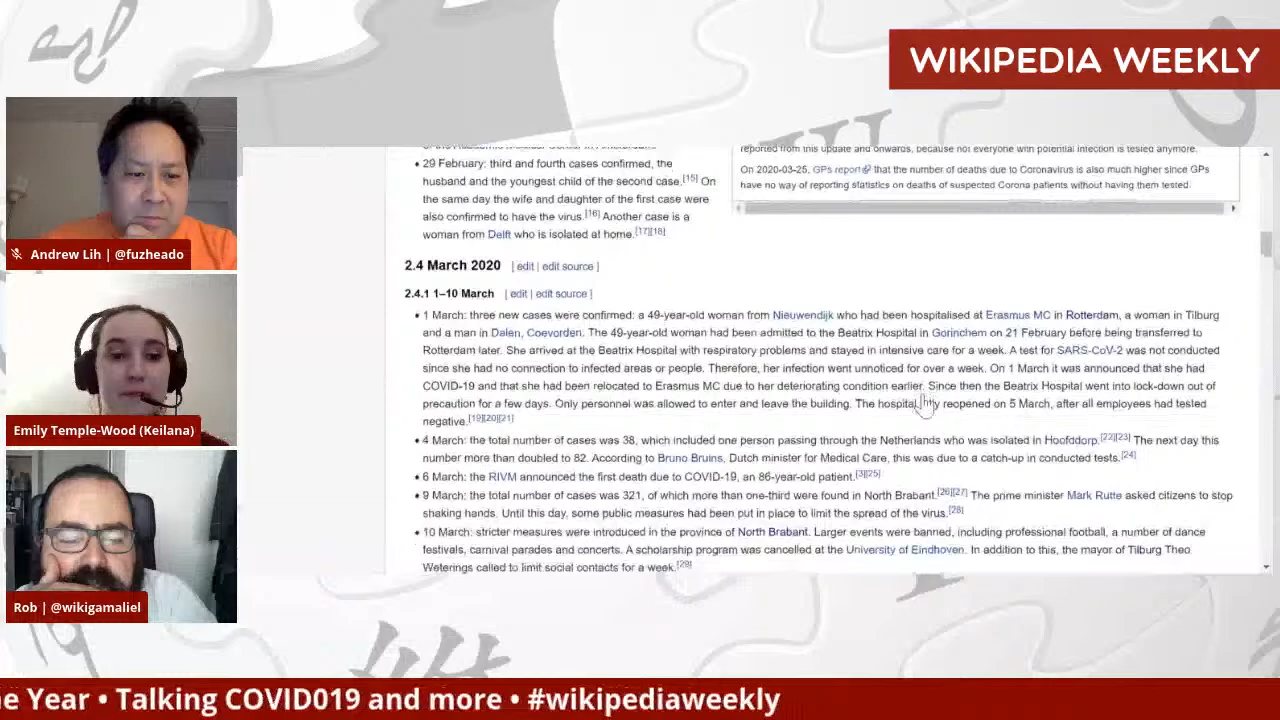 WIKIPEDIA WEEKLY
Andrew Lih | @fuzheado
Emily Temple-Wood (Keilana)
Rob | @wikigamaliel
• 29 February: third and fourth cases confirmed, the
husband and the youngest child of the second case.[15] On
the same day the wife and daughter of the first case were
also confirmed to have the virus.[16] Another case is a
woman from Delft who is isolated at home.[17][18]
reported from this update and onwards, because not everyone with potential infection is tested anymore.
On 2020-03-25, GPs report that the number of deaths due to Coronavirus is also much higher since GPs
have no way of reporting statistics on deaths of suspected Corona patients without having them tested.
2.4 March 2020 [ edit | edit source ]
2.4.1 1–10 March [ edit | edit source ]
• 1 March: three new cases were confirmed: a 49-year-old woman from Nieuwendijk who had been hospitalised at Erasmus MC in Rotterdam, a woman in Tilburg
and a man in Dalen, Coevorden. The 49-year-old woman had been admitted to the Beatrix Hospital in Gorinchem on 21 February before being transferred to
Rotterdam later. She arrived at the Beatrix Hospital with respiratory problems and stayed in intensive care for a week. A test for SARS-CoV-2 was not conducted
since she had no connection to infected areas or people. Therefore, her infection went unnoticed for over a week. On 1 March it was announced that she had
COVID-19 and that she had been relocated to Erasmus MC due to her deteriorating condition earlier. Since then the Beatrix Hospital went into lock-down out of
precaution for a few days. Only personnel was allowed to enter and leave the building. The hospital reopened on 5 March, after all employees had tested
negative.[19][20][21]
• 4 March: the total number of cases was 38, which included one person passing through the Netherlands who was isolated in Hoofddorp.[22][23] The next day this
number more than doubled to 82. According to Bruno Bruins, Dutch minister for Medical Care, this was due to a catch-up in conducted tests.[24]
• 6 March: the RIVM announced the first death due to COVID-19, an 86-year-old patient.[3][25]
• 9 March: the total number of cases was 321, of which more than one-third were found in North Brabant.[26][27] The prime minister Mark Rutte asked citizens to stop
shaking hands. Until this day, some public measures had been put in place to limit the spread of the virus.[28]
• 10 March: stricter measures were introduced in the province of North Brabant. Larger events were banned, including professional football, a number of dance
festivals, carnival parades and concerts. A scholarship program was cancelled at the University of Eindhoven. In addition to this, the mayor of Tilburg Theo
Weterings called to limit social contacts for a week.[29]
e Year • Talking COVID019 and more • #wikipediaweekly